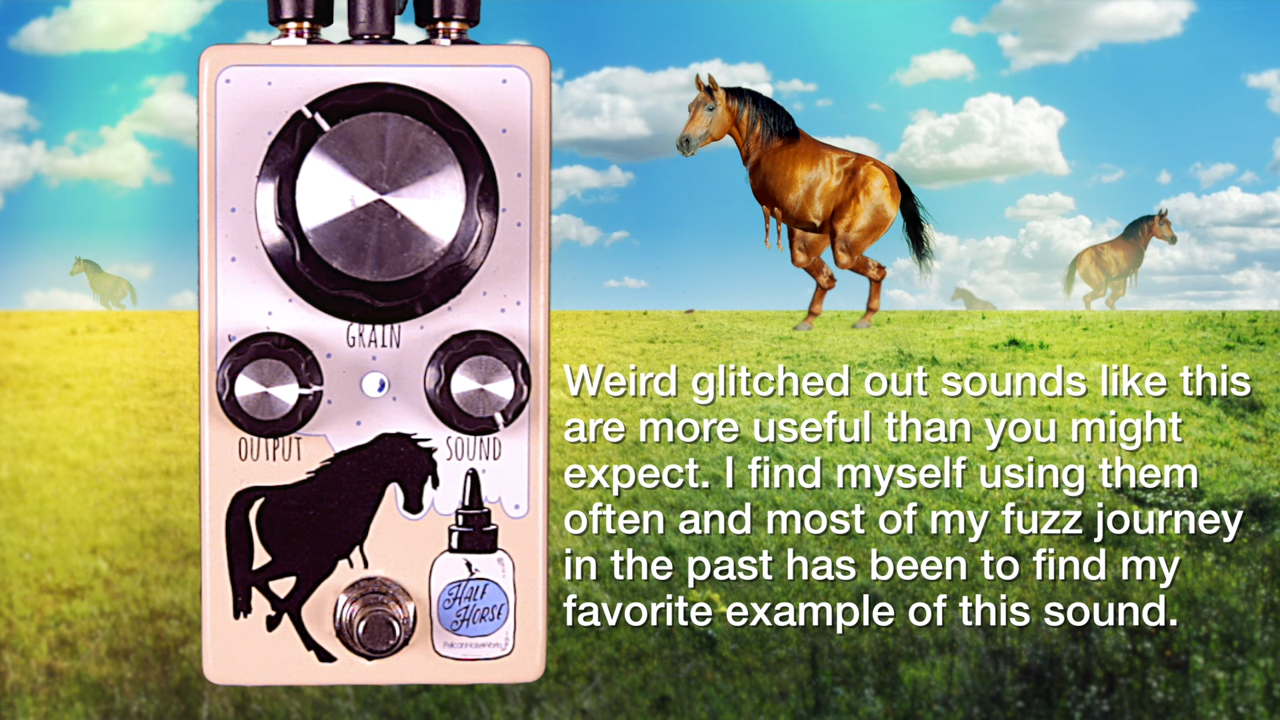 GRAIN
OUTPUT
SOUND
HALF
HORSE
PelicanNoiseWorks
Weird glitched out sounds like this
are more useful than you might
expect. I find myself using them
often and most of my fuzz journey
in the past has been to find my
favorite example of this sound.